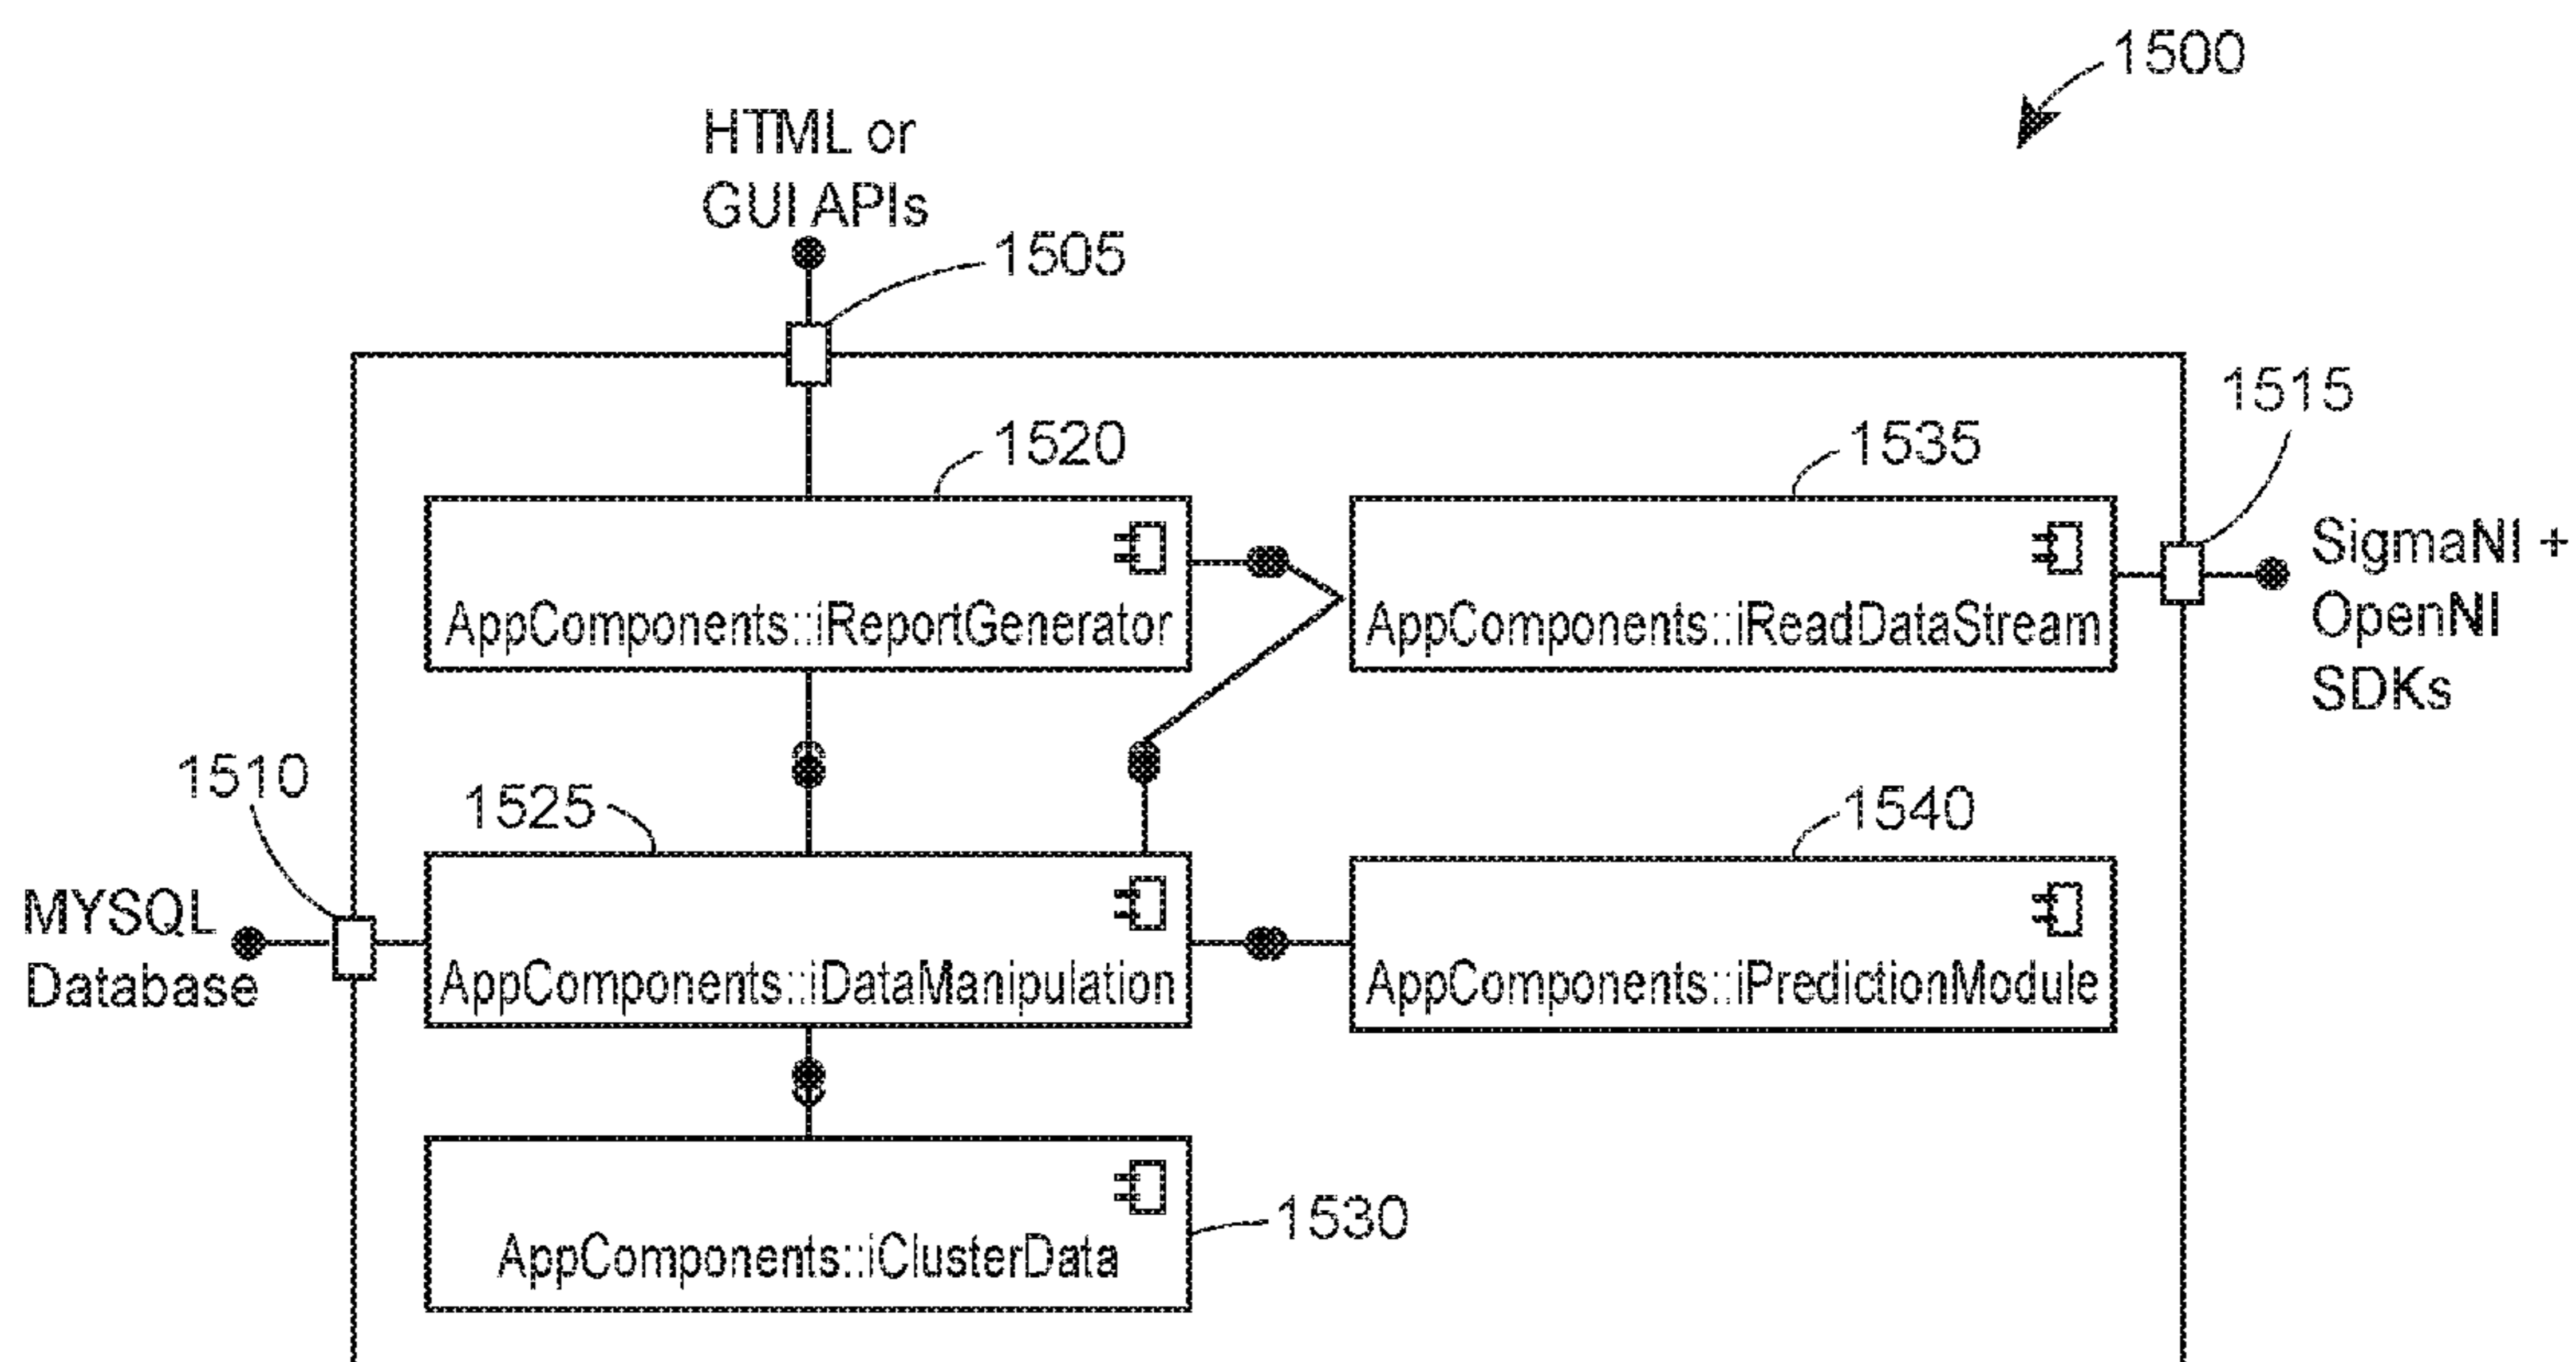 1500
HTML or
GUI APIs
1505
1515
1520
1535
SigmaNI +
OpenNI
SDKs
AppComponents::iReportGenerator
AppComponents::iReadDataStream
1510
1525
1540
MYSQL
Database
AppComponents::iDataManipulation
AppComponents::iPredictionModule
1530
AppComponents::iClusterData